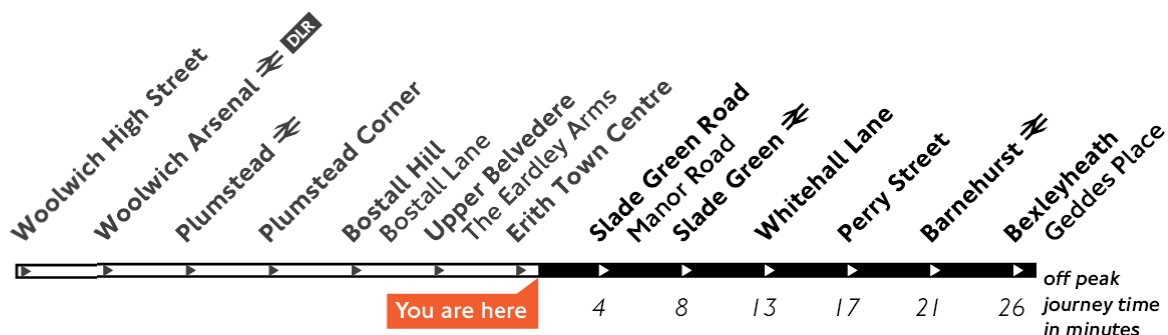 Woolwich High Street
Woolwich Arsenal DLR
Plumstead
Plumstead Corner
Bostall Hill
Bostall Lane
Upper Belvedere
The Eardley Arms
Erith Town Centre
Slade Green Road
Manor Road
Slade Green
Whitehall Lane
Perry Street
Barnehurst
Bexleyheath
Geddes Place
You are here
4 8 13 17 21 26
off peak
journey time
in minutes